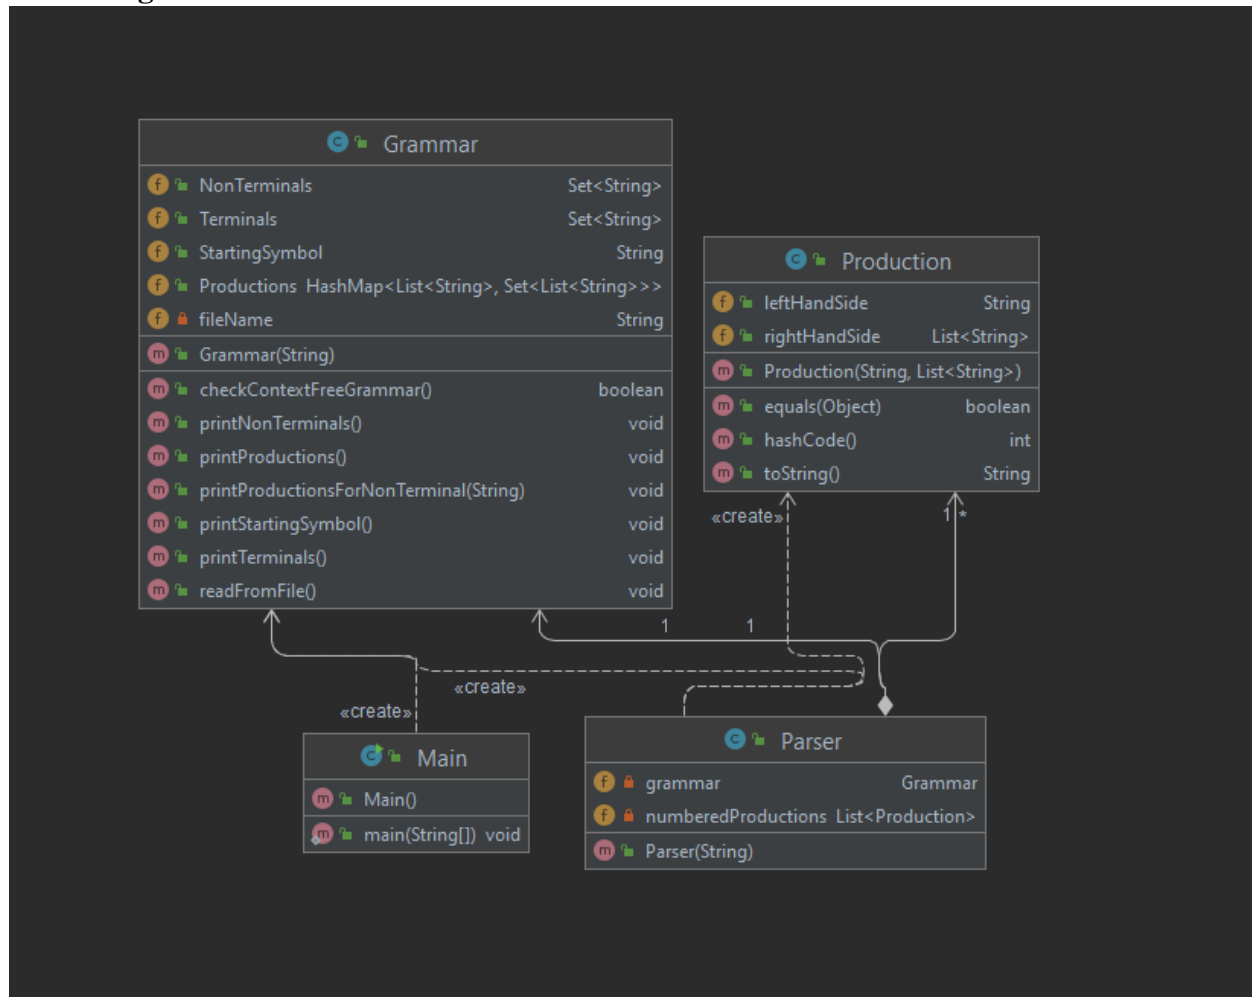 Grammar
NonTerminals Set<String>
Terminals Set<String>
StartingSymbol String
Productions HashMap<List<String>, Set<List<String>>>
fileName String
Grammar(String)
checkContextFreeGrammar() boolean
printNonTerminals() void
printProductions() void
printProductionsForNonTerminal(String) void
printStartingSymbol() void
printTerminals() void
readFromFile() void
Production
leftHandSide String
rightHandSide List<String>
Production(String, List<String>)
equals(Object) boolean
hashCode() int
toString() String
«create»
1 *
1 1
«create»
«create»
Main
Main()
main(String[]) void
Parser
grammar Grammar
numberedProductions List<Production>
Parser(String)